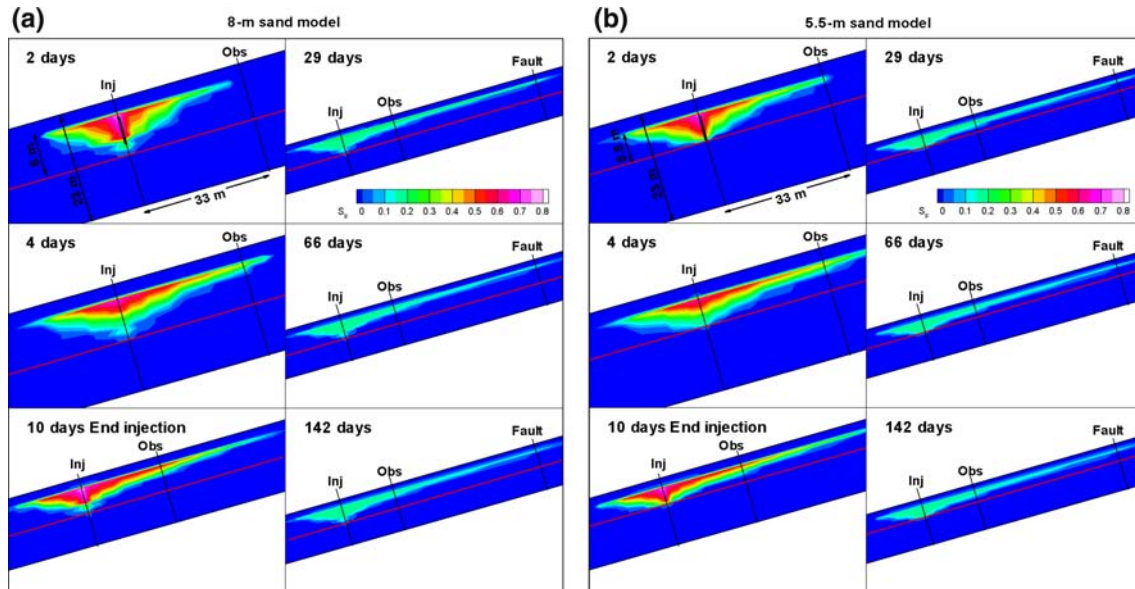 (a)
8-m sand model
2 days
Obs
Inj
8 m
23 m
33 m
29 days
Fault
Obs
Inj
S
0 0.1 0.2 0.3 0.4 0.5 0.6 0.7 0.8
4 days
Obs
Inj
66 days
Fault
Obs
Inj
10 days End injection
Obs
Inj
142 days
Fault
Obs
Inj
(b)
5.5-m sand model
2 days
Obs
Inj
5.5 m
23 m
33 m
29 days
Fault
Obs
Inj
S
0 0.1 0.2 0.3 0.4 0.5 0.6 0.7 0.8
4 days
Obs
Inj
66 days
Fault
Obs
Inj
10 days End injection
Obs
Inj
142 days
Fault
Obs
Inj